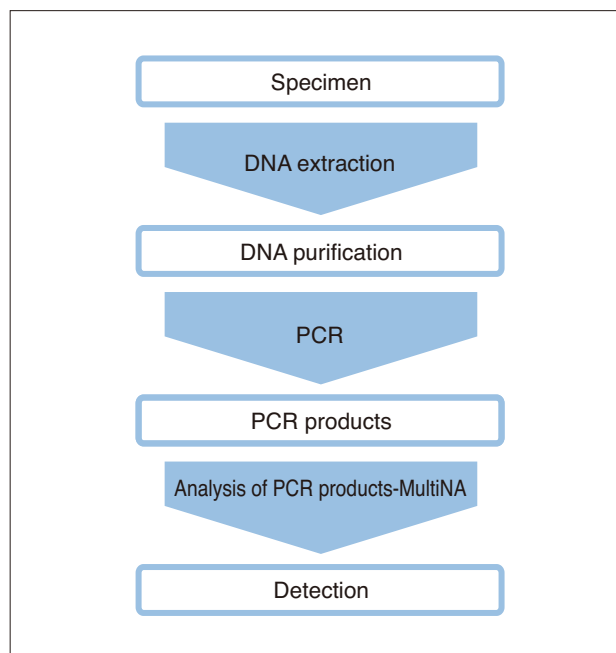 Specimen
DNA extraction
DNA purification
PCR
PCR products
Analysis of PCR products-MultiNA
Detection